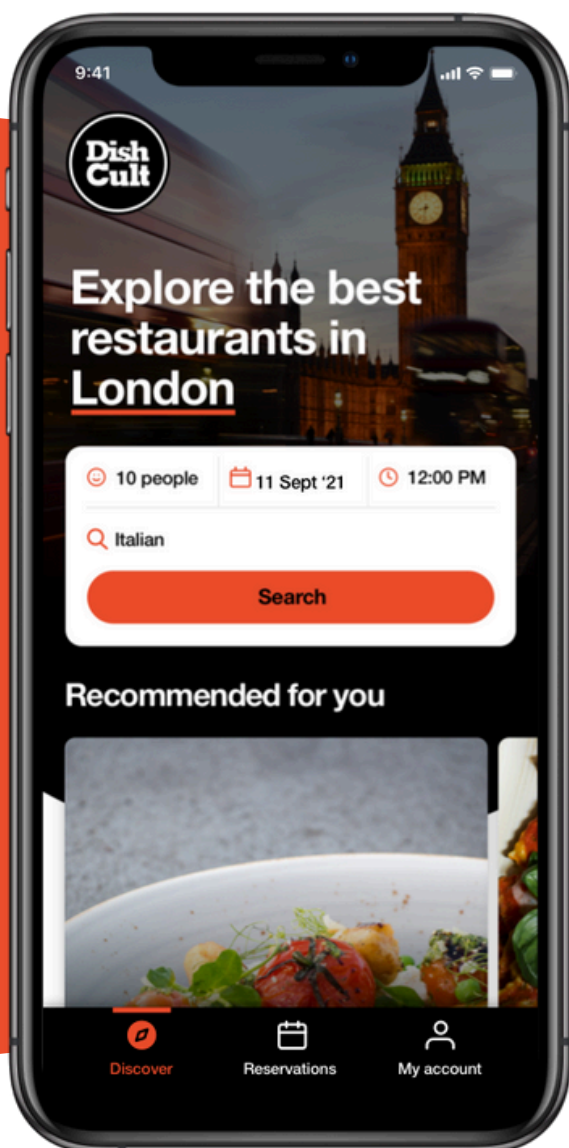 9:41
Dish
Cult
Explore the best
restaurants in
London
10 people
11 Sept ‘21
12:00 PM
Italian
Search
Recommended for you
Discover
Reservations
My account